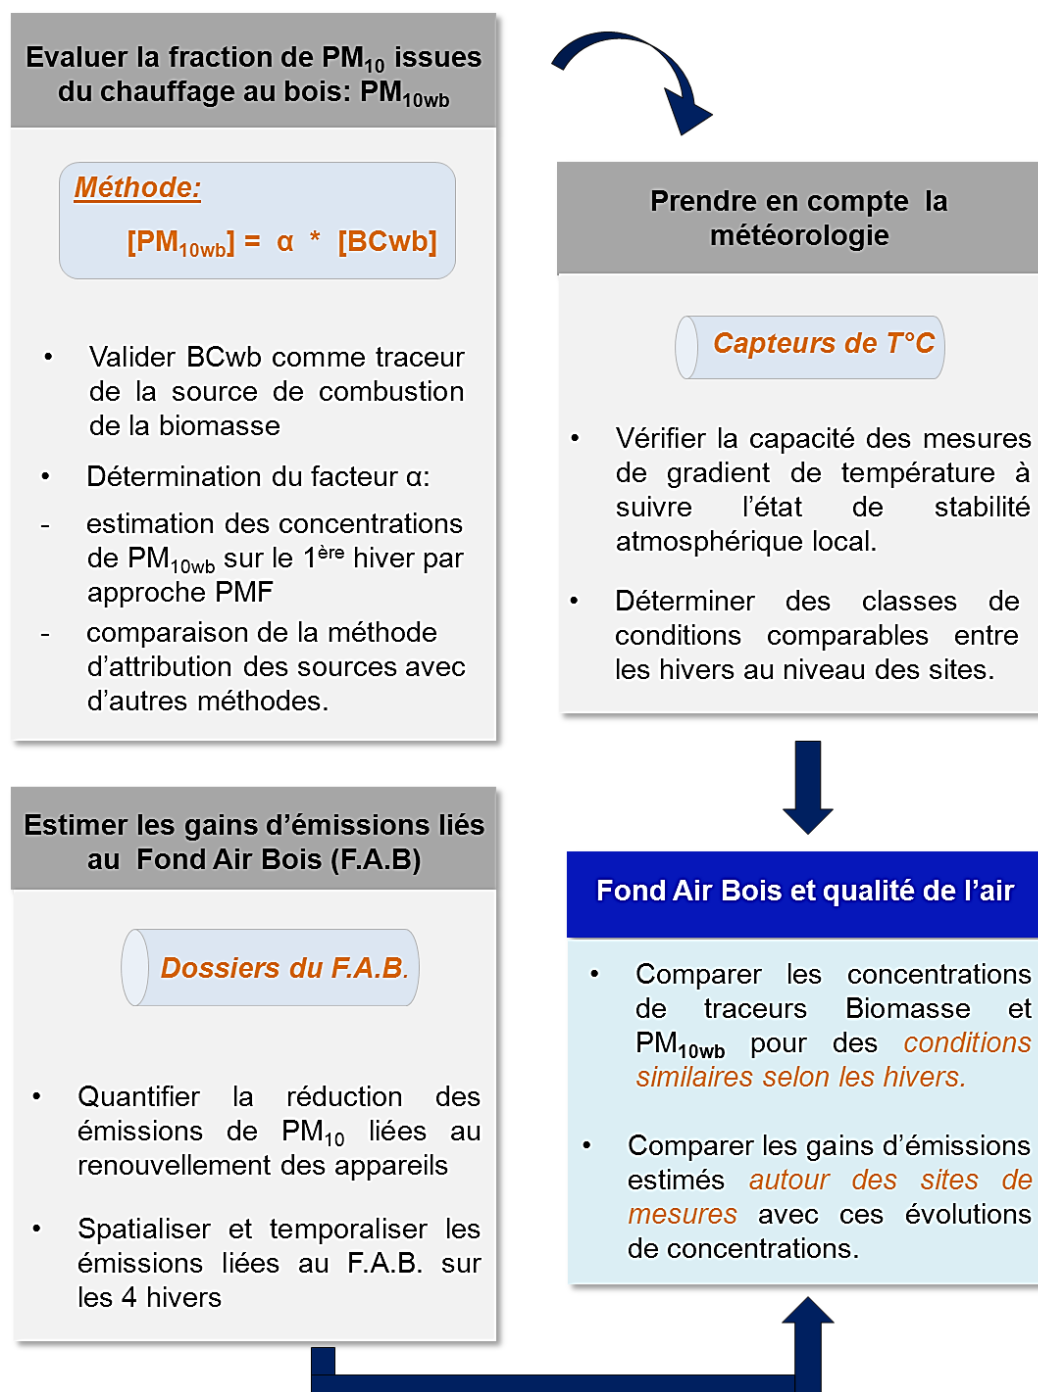 Evaluer la fraction de PM10 issues
du chauffage au bois: PM10wb
Méthode:
[PM10wb] = α * [BCwb]
• Valider BCwb comme traceur
de la source de combustion
de la biomasse
• Détermination du facteur α:
- estimation des concentrations
de PM10wb sur le 1ère hiver par
approche PMF
- comparaison de la méthode
d'attribution des sources avec
d'autres méthodes.
Prendre en compte la
météorologie
Capteurs de T°C
• Vérifier la capacité des mesures
de gradient de température à
suivre l'état de stabilité
atmosphérique local.
• Déterminer des classes de
conditions comparables entre
les hivers au niveau des sites.
Estimer les gains d'émissions liés
au Fond Air Bois (F.A.B)
Dossiers du F.A.B.
• Quantifier la réduction des
émissions de PM10 liées au
renouvellement des appareils
• Spatialiser et temporaliser les
émissions liées au F.A.B. sur
les 4 hivers
Fond Air Bois et qualité de l'air
• Comparer les concentrations
de traceurs Biomasse et
PM10wb pour des conditions
similaires selon les hivers.
• Comparer les gains d'émissions
estimés autour des sites de
mesures avec ces évolutions
de concentrations.